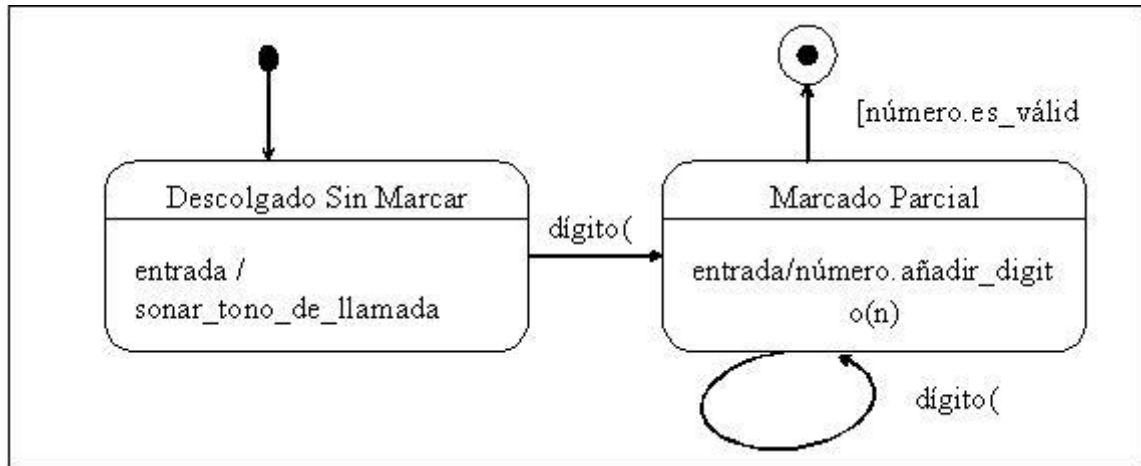 [número.es_válid
Descolgado Sin Marcar
entrada /
sonar_tono_de_llamada
dígito(
Marcado Parcial
entrada/número.añadir_digit
o(n)
dígito(